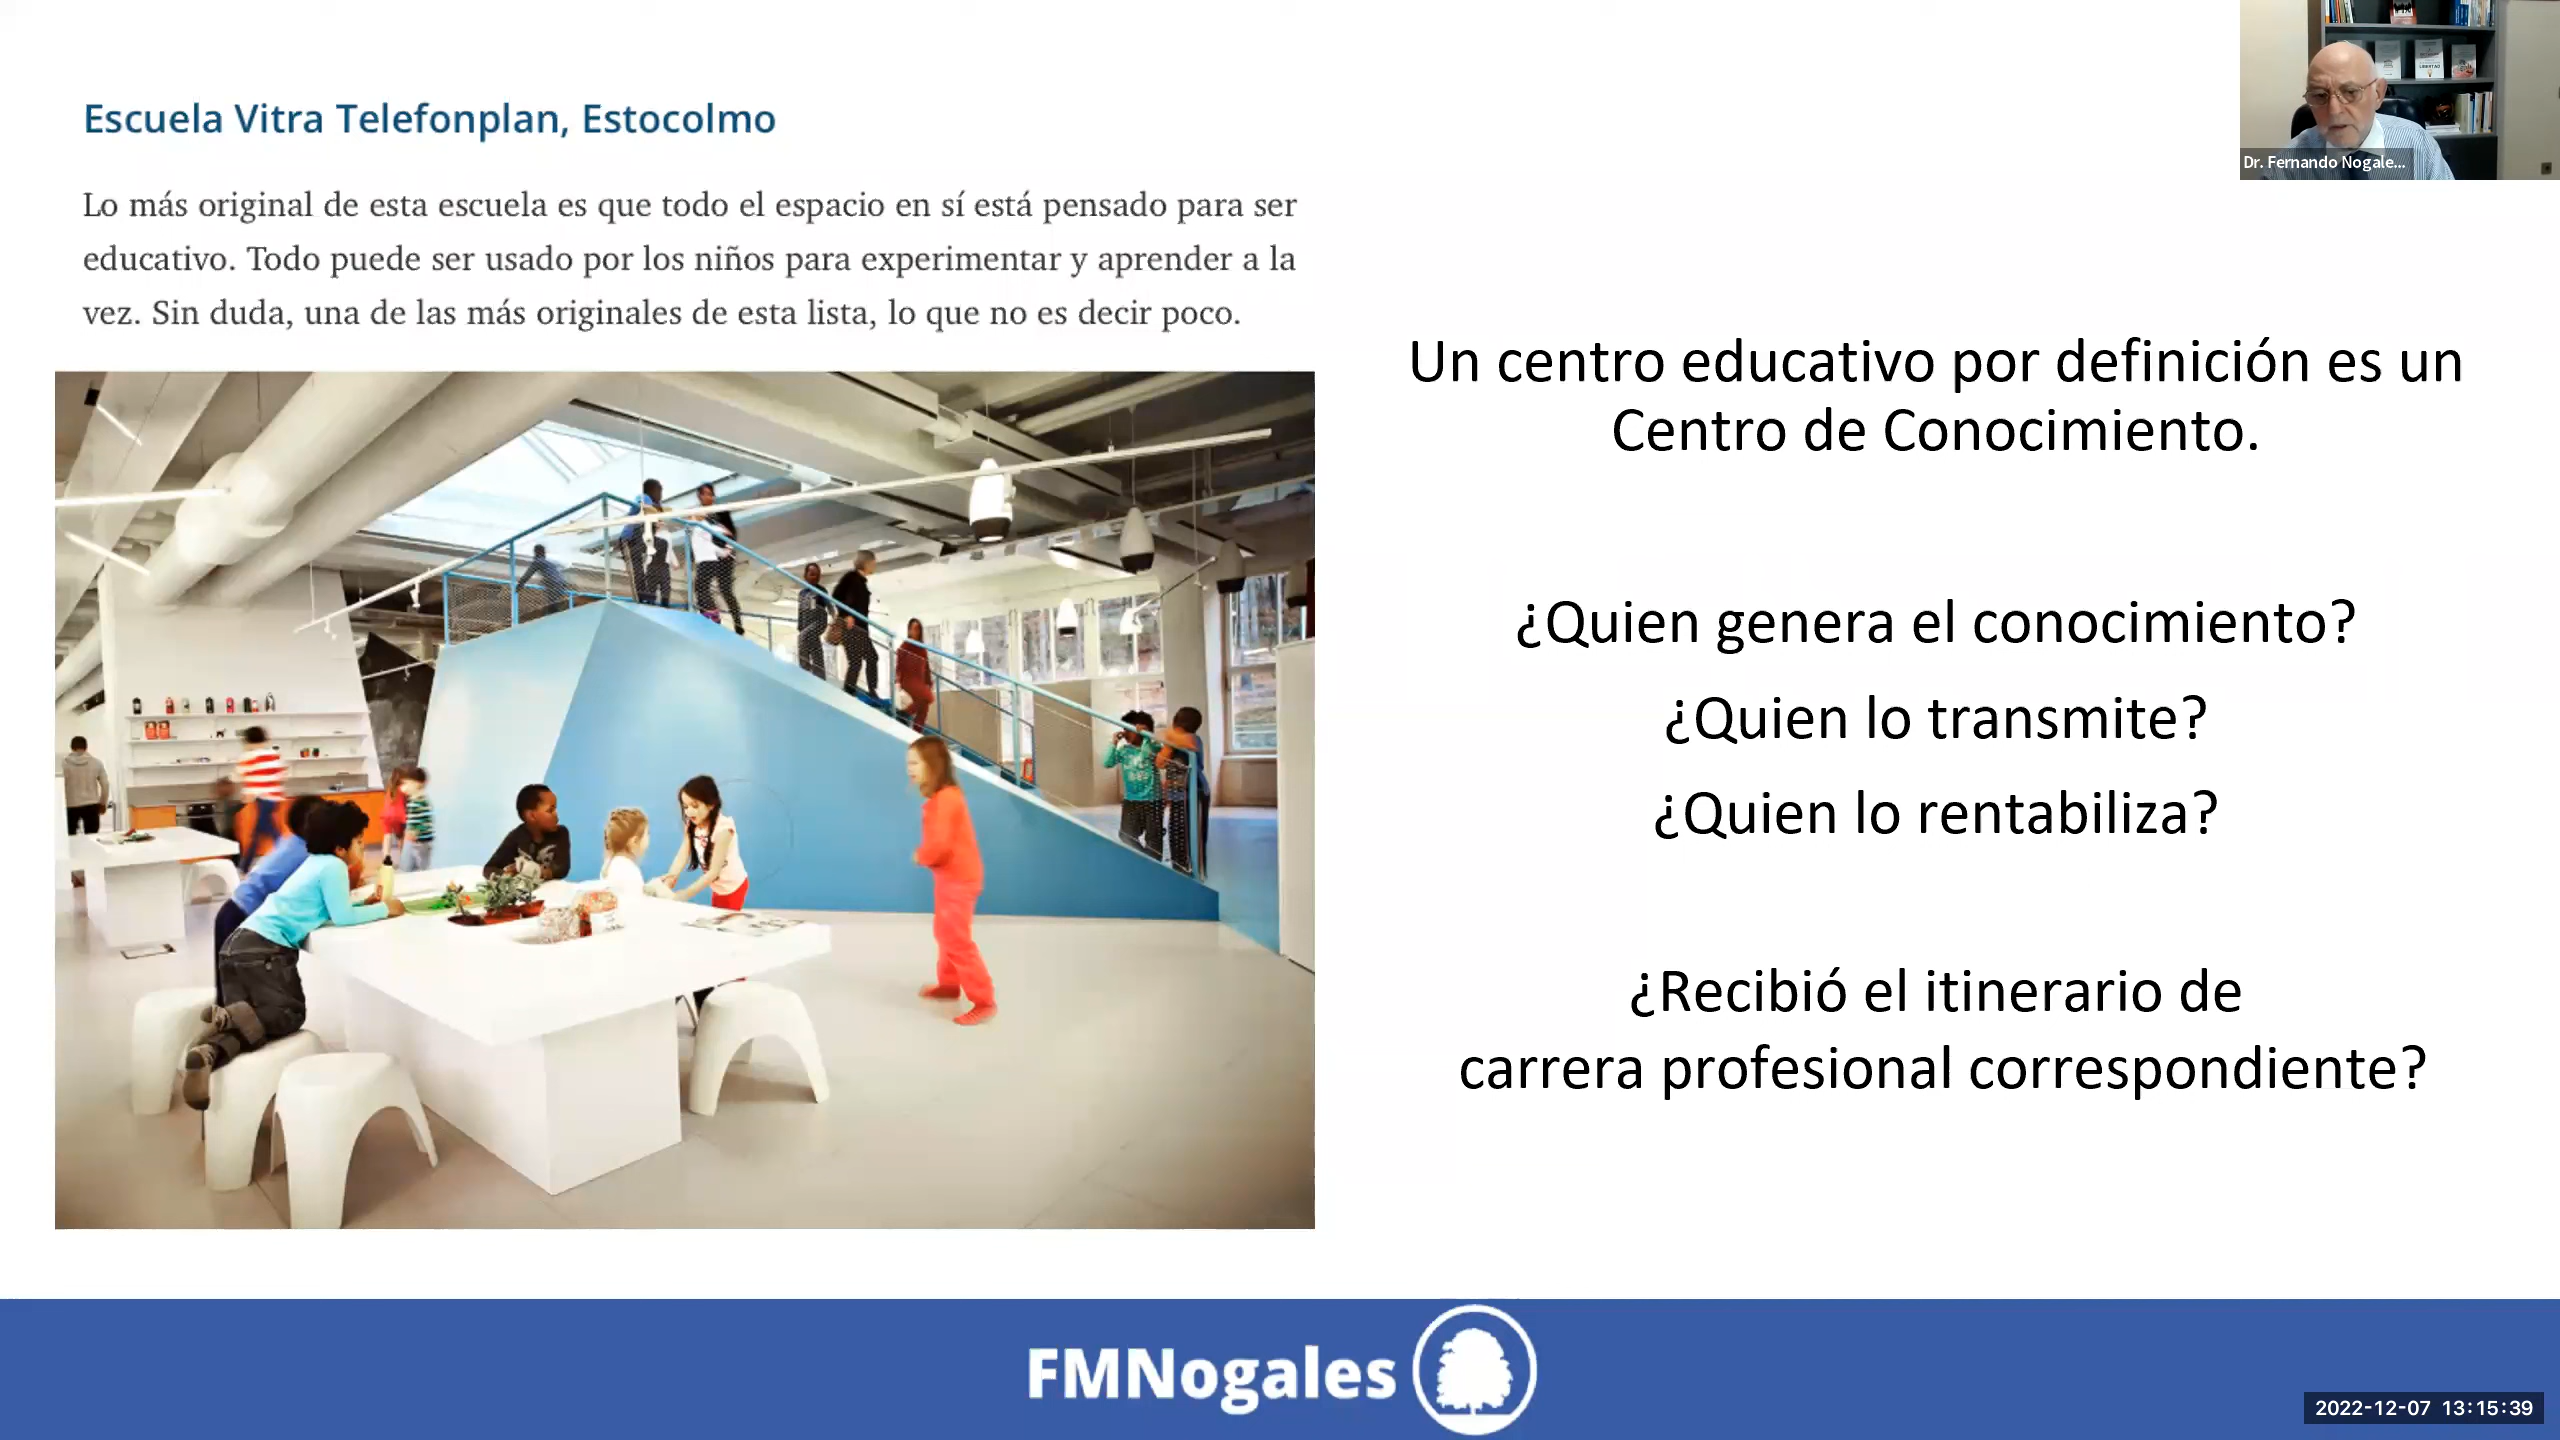 Escuela Vitra Telefonplan, Estocolmo
Lo más original de esta escuela es que todo el espacio en sí está pensado para ser
educativo. Todo puede ser usado por los niños para experimentar y aprender a la
vez. Sin duda, una de las más originales de esta lista, lo que no es decir poco.
Un centro educativo por definición es un
Centro de Conocimiento.
¿Quien genera el conocimiento?
¿Quien lo transmite?
¿Quien lo rentabiliza?
¿Recibió el itinerario de
carrera profesional correspondiente?
Dr. Fernando Nogale...
FMNogales
2022-12-07 13:15:39